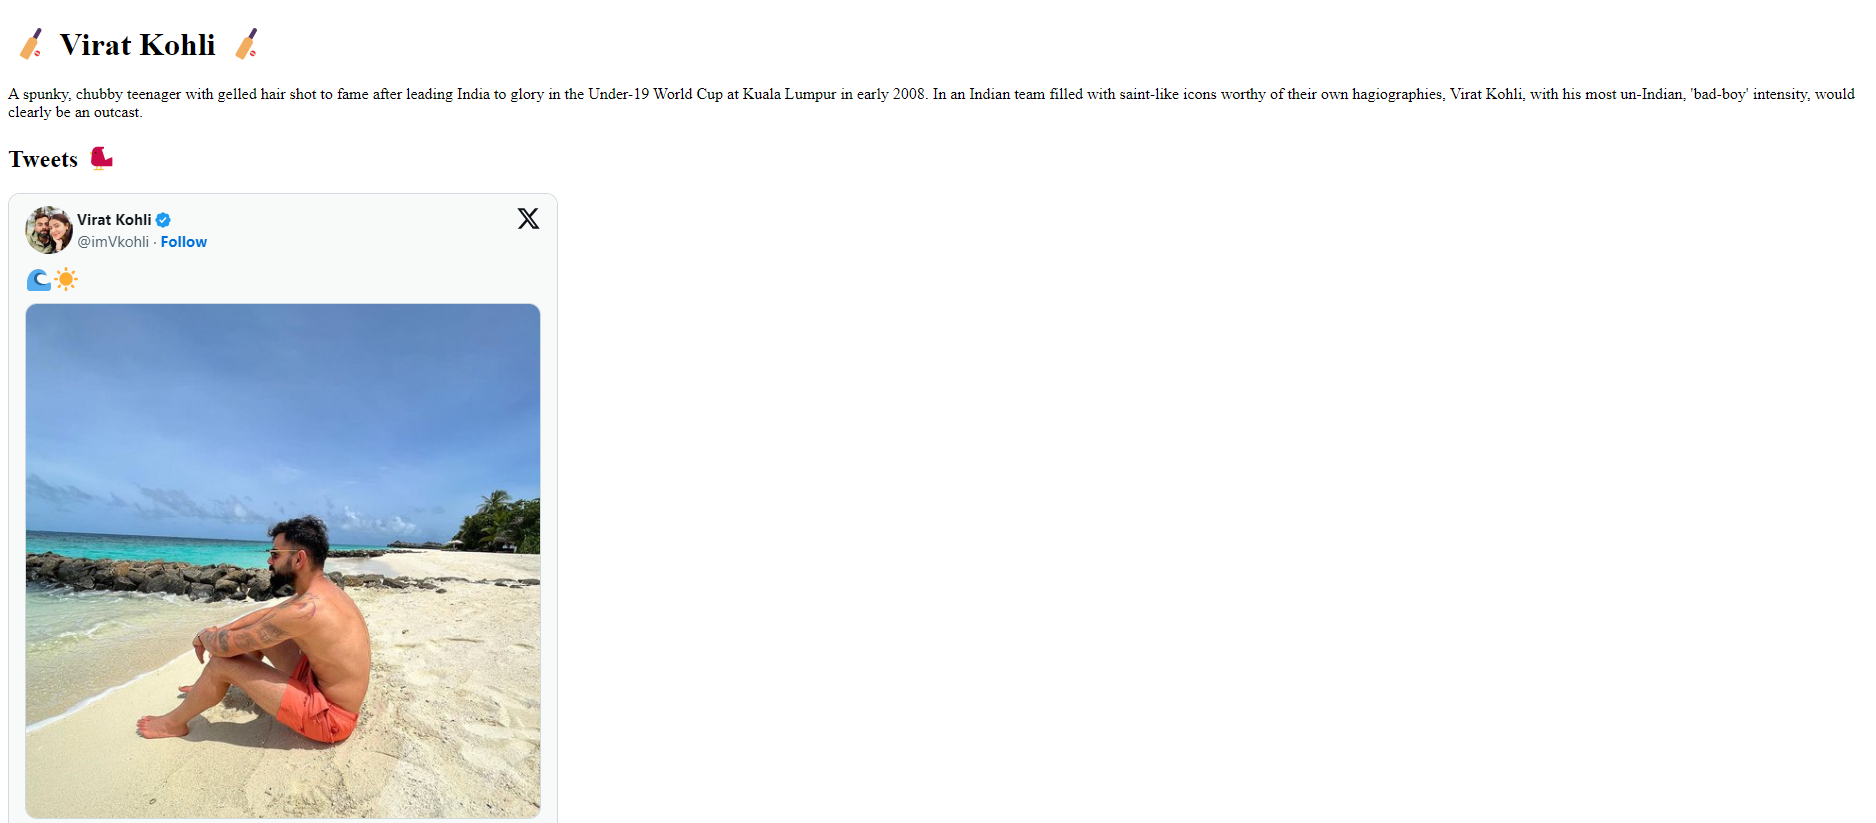 Virat Kohli
A spunky, chubby teenager with gelled hair shot to fame after leading India to glory in the Under-19 World Cup at Kuala Lumpur in early 2008. In an Indian team filled with saint-like icons worthy of their own hagiographies, Virat Kohli, with his most un-Indian, 'bad-boy' intensity, would
clearly be an outcast.
Tweets
Virat Kohli
@imVkohli · Follow